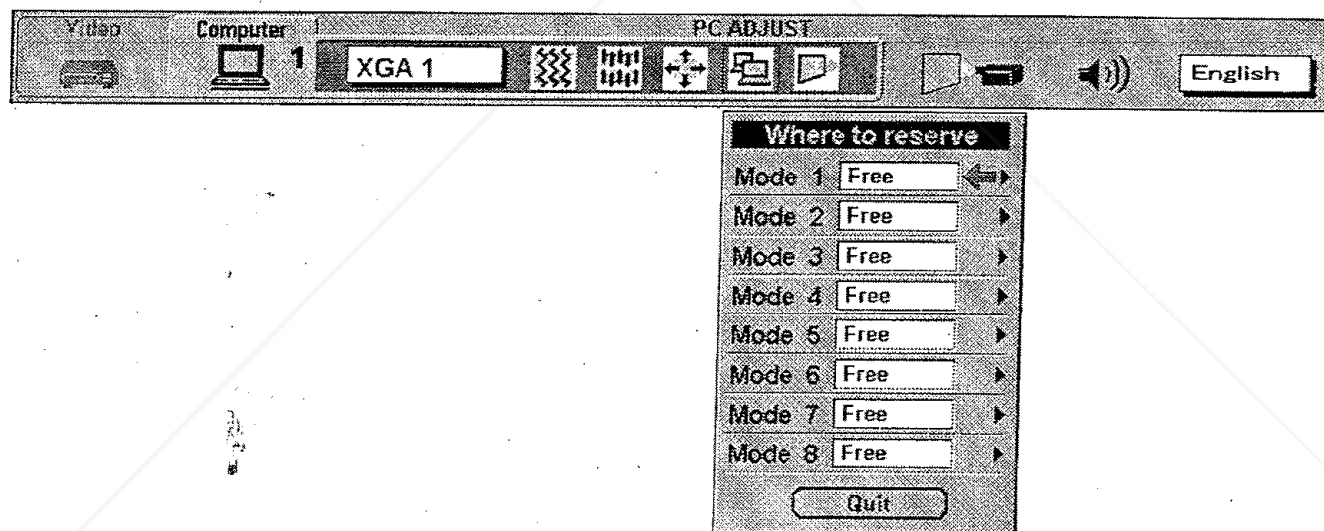 Video
Computer
PC ADJUST
1
XGA 1
English
Where to reserve
Mode 1 Free
Mode 2 Free
Mode 3 Free
Mode 4 Free
Mode 5 Free
Mode 6 Free
Mode 7 Free
Mode 8 Free
Quit